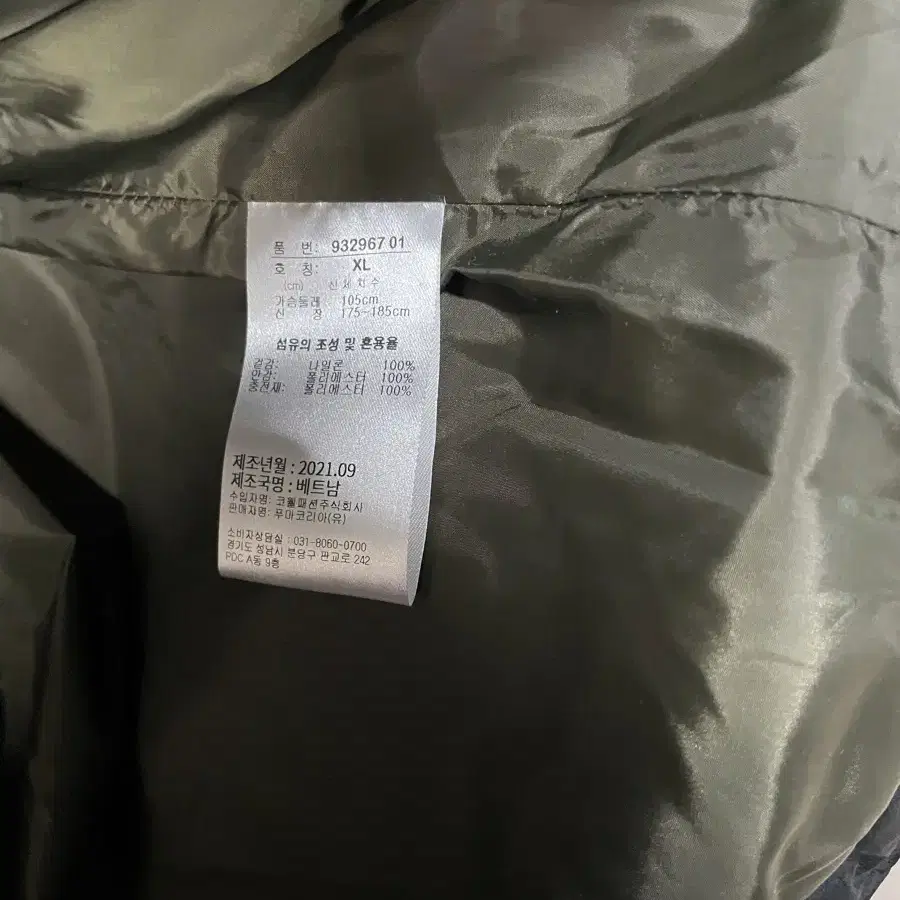 품 번: 932967 01
호 칭: XL
(cm) 신체치수
가슴둘레 105cm
신 장 175~185cm
섬유의 조성 및 혼용율
겉감: 나일론 100%
안감: 폴리에스터 100%
충전재: 폴리에스터 100%
제조년월 : 2021.09
제조국명 : 베트남
수입자명: 코웰패션주식회사
판매자명: 푸마코리아(유)
소비자상담실 : 031-8060-0700
경기도 성남시 분당구 판교로 242
PDC A동 9층